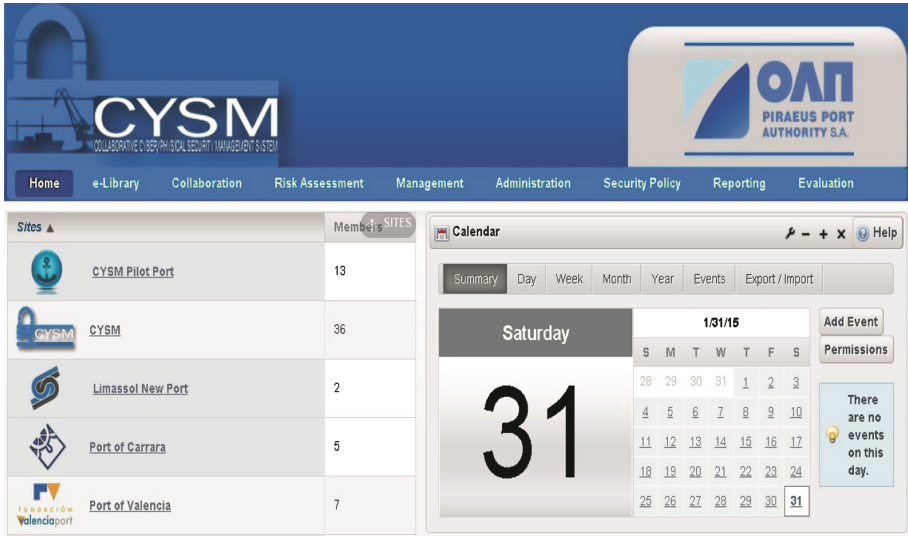 CYSM
COLLABORATIVE CYBER/PHYSICAL SECURITY MANAGEMENT SYSTEM
ΟΛΠ
PIRAEUS PORT
AUTHORITY S.A.
Home e-Library Collaboration Risk Assessment Management Administration Security Policy Reporting Evaluation
Sites ▲ Members
↑ SITES
CYSM Pilot Port 13
CYSM
CYSM 36
Limassol New Port 2
Port of Carrara 5
FUNDACIÓN
Valenciaport
Port of Valencia 7
Calendar
Help
Summary Day Week Month Year Events Export / Import
Saturday
31
1/31/15
S M T W T F S
28 29 30 31 1 2 3
4 5 6 7 8 9 10
11 12 13 14 15 16 17
18 19 20 21 22 23 24
25 26 27 28 29 30 31
Add Event
Permissions
There
are no
events
on this
day.